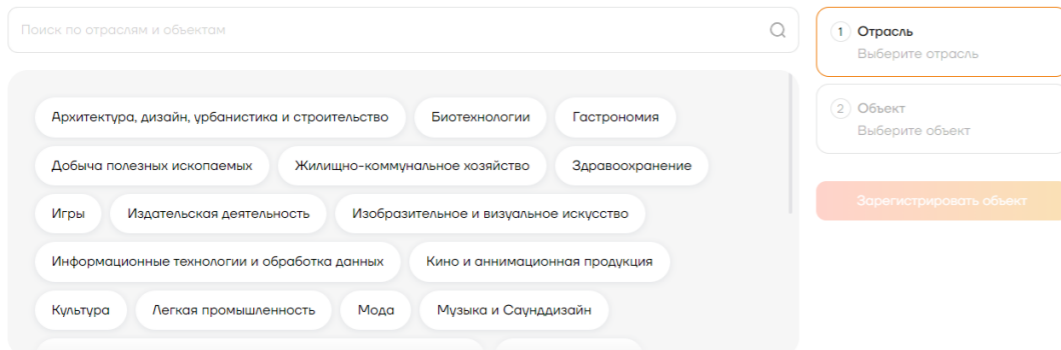 Поиск по отраслям и объектам
Архитектура, дизайн, урбанистика и строительство Биотехнологии Гастрономия
Добыча полезных ископаемых Жилищно-коммунальное хозяйство Здравоохранение
Игры Издательская деятельность Изобразительное и визуальное искусство
Информационные технологии и обработка данных Кино и аннимационная продукция
Культура Легкая промышленность Мода Музыка и Саунддизайн
1 Отрасль
Выберите отрасль
2 Объект
Выберите объект
Зарегистрировать объект